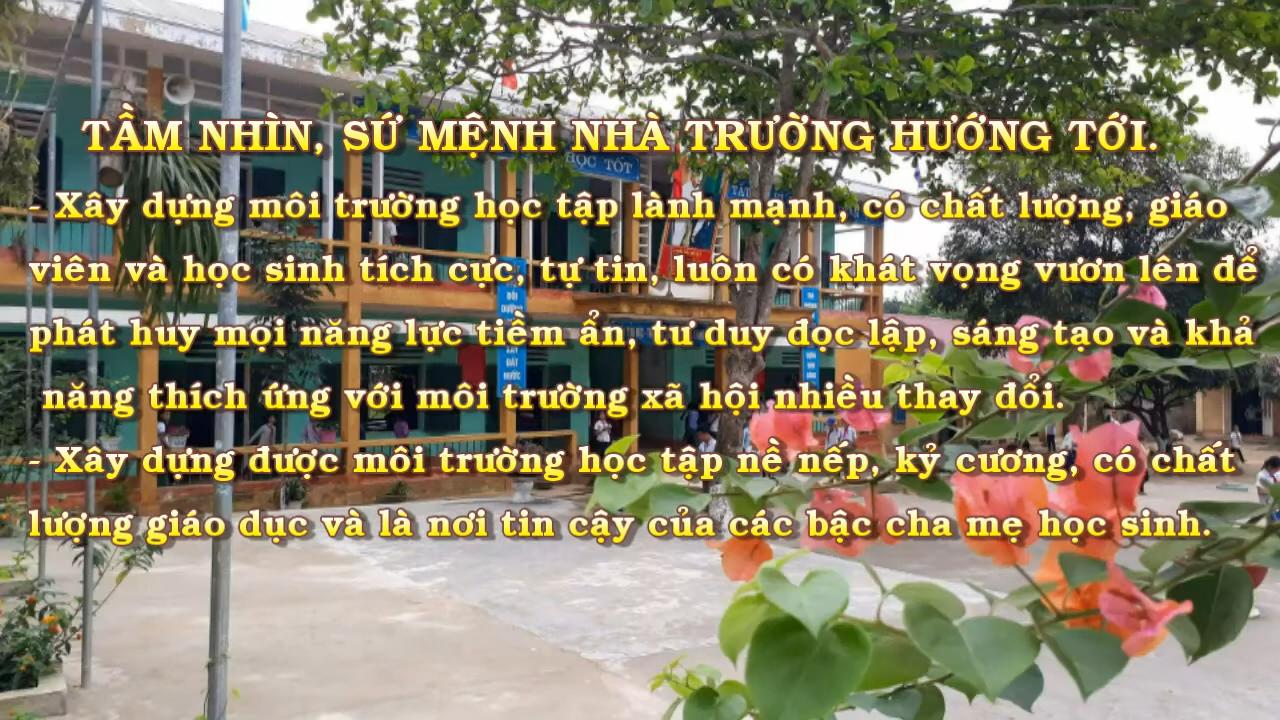 TẦM NHÌN, SỨ MỆNH NHÀ TRƯỜNG HƯỚNG TỚI.
HỌC TỐT
- Xây dựng môi trường học tập lành mạnh, có chất lượng, giáo
viên và học sinh tích cực, tự tin, luôn có khát vọng vươn lên để
phát huy mọi năng lực tiềm ẩn, tư duy đọc lập, sáng tạo và khả
năng thích ứng với môi trường xã hội nhiều thay đổi.
- Xây dựng được môi trường học tập nề nếp, kỷ cương, có chất
lượng giáo dục và là nơi tin cậy của các bậc cha mẹ học sinh.